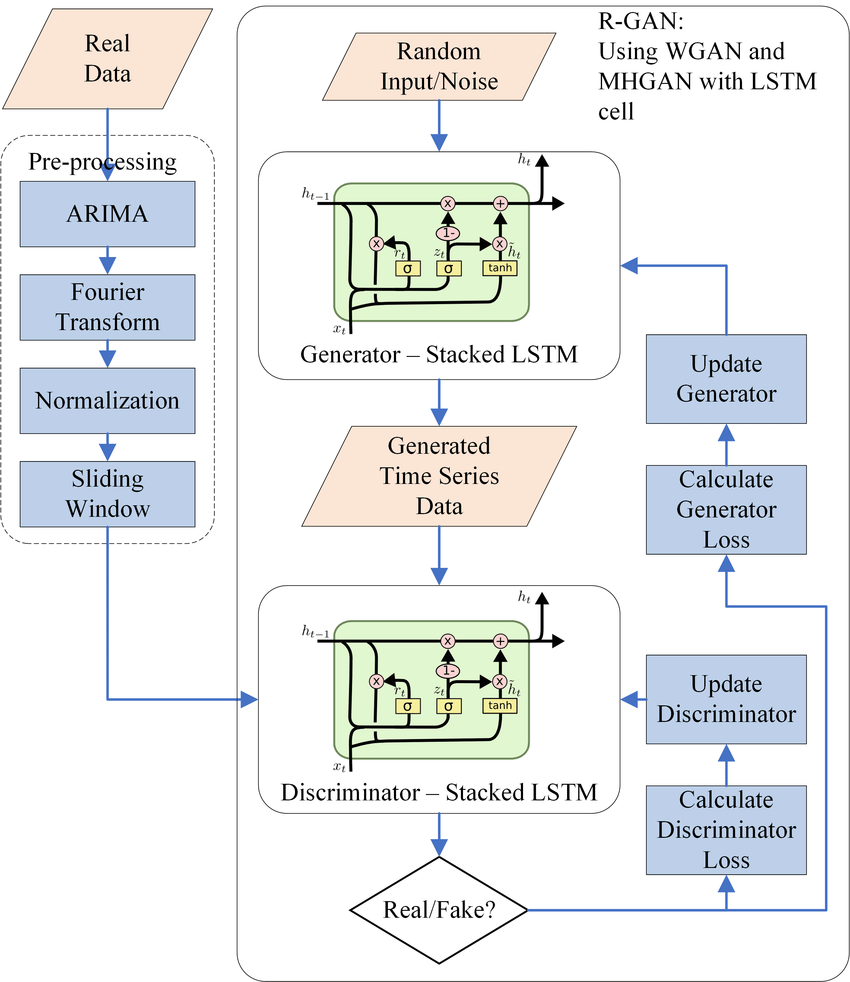 Real
Data
Pre-processing
ARIMA
Fourier
Transform
Normalization
Sliding
Window
R-GAN:
Using WGAN and
MHGAN with LSTM
cell
Random
Input/Noise
h_t
h_{t-1}
x
+
1-
x
r_t
z_t
x
h̃_t
σ
σ
tanh
x_t
Generator – Stacked LSTM
Generated
Time Series
Data
h_t
h_{t-1}
x
+
1-
x
r_t
z_t
x
h̃_t
σ
σ
tanh
x_t
Discriminator – Stacked LSTM
Real/Fake?
Update
Generator
Calculate
Generator
Loss
Update
Discriminator
Calculate
Discriminator
Loss